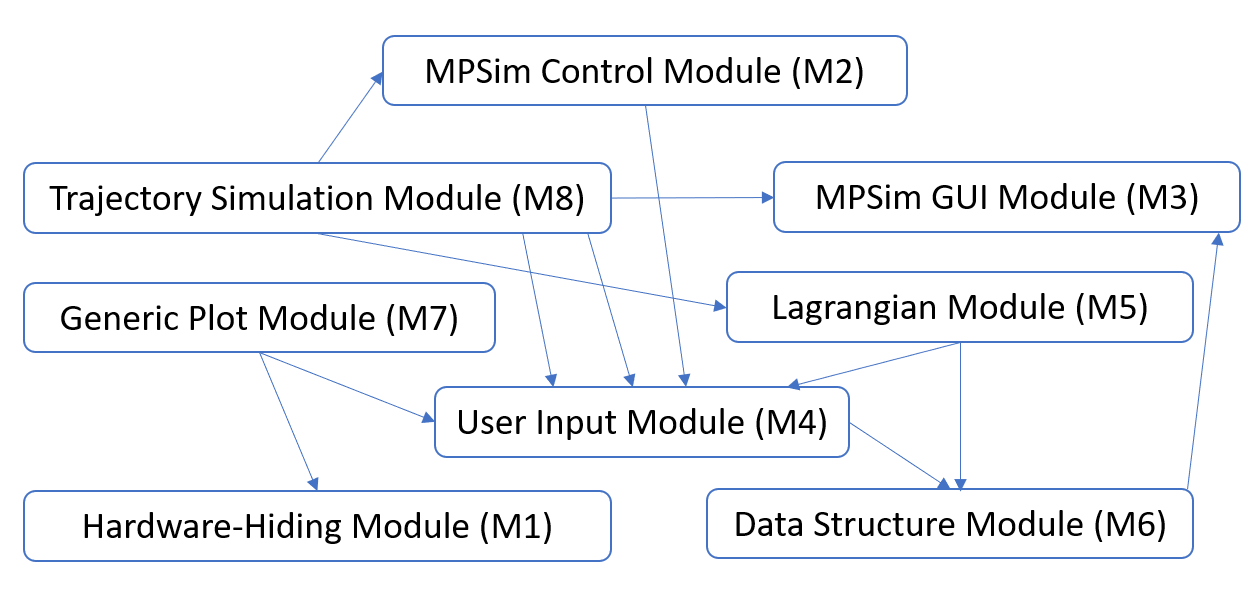 MPSim Control Module (M2)
Trajectory Simulation Module (M8)
MPSim GUI Module (M3)
Generic Plot Module (M7)
Lagrangian Module (M5)
User Input Module (M4)
Hardware-Hiding Module (M1)
Data Structure Module (M6)